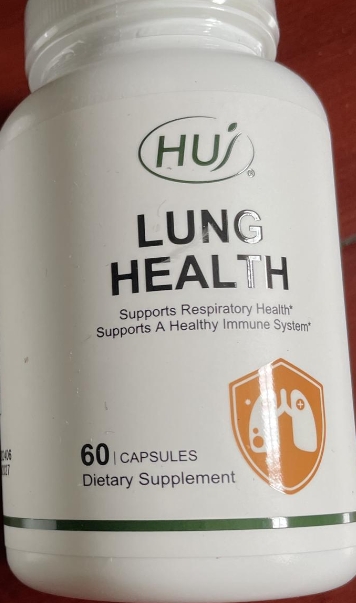 HUi
®
LUNG
HEALTH
Supports Respiratory Health*
Supports A Healthy Immune System*
60 | CAPSULES
Dietary Supplement